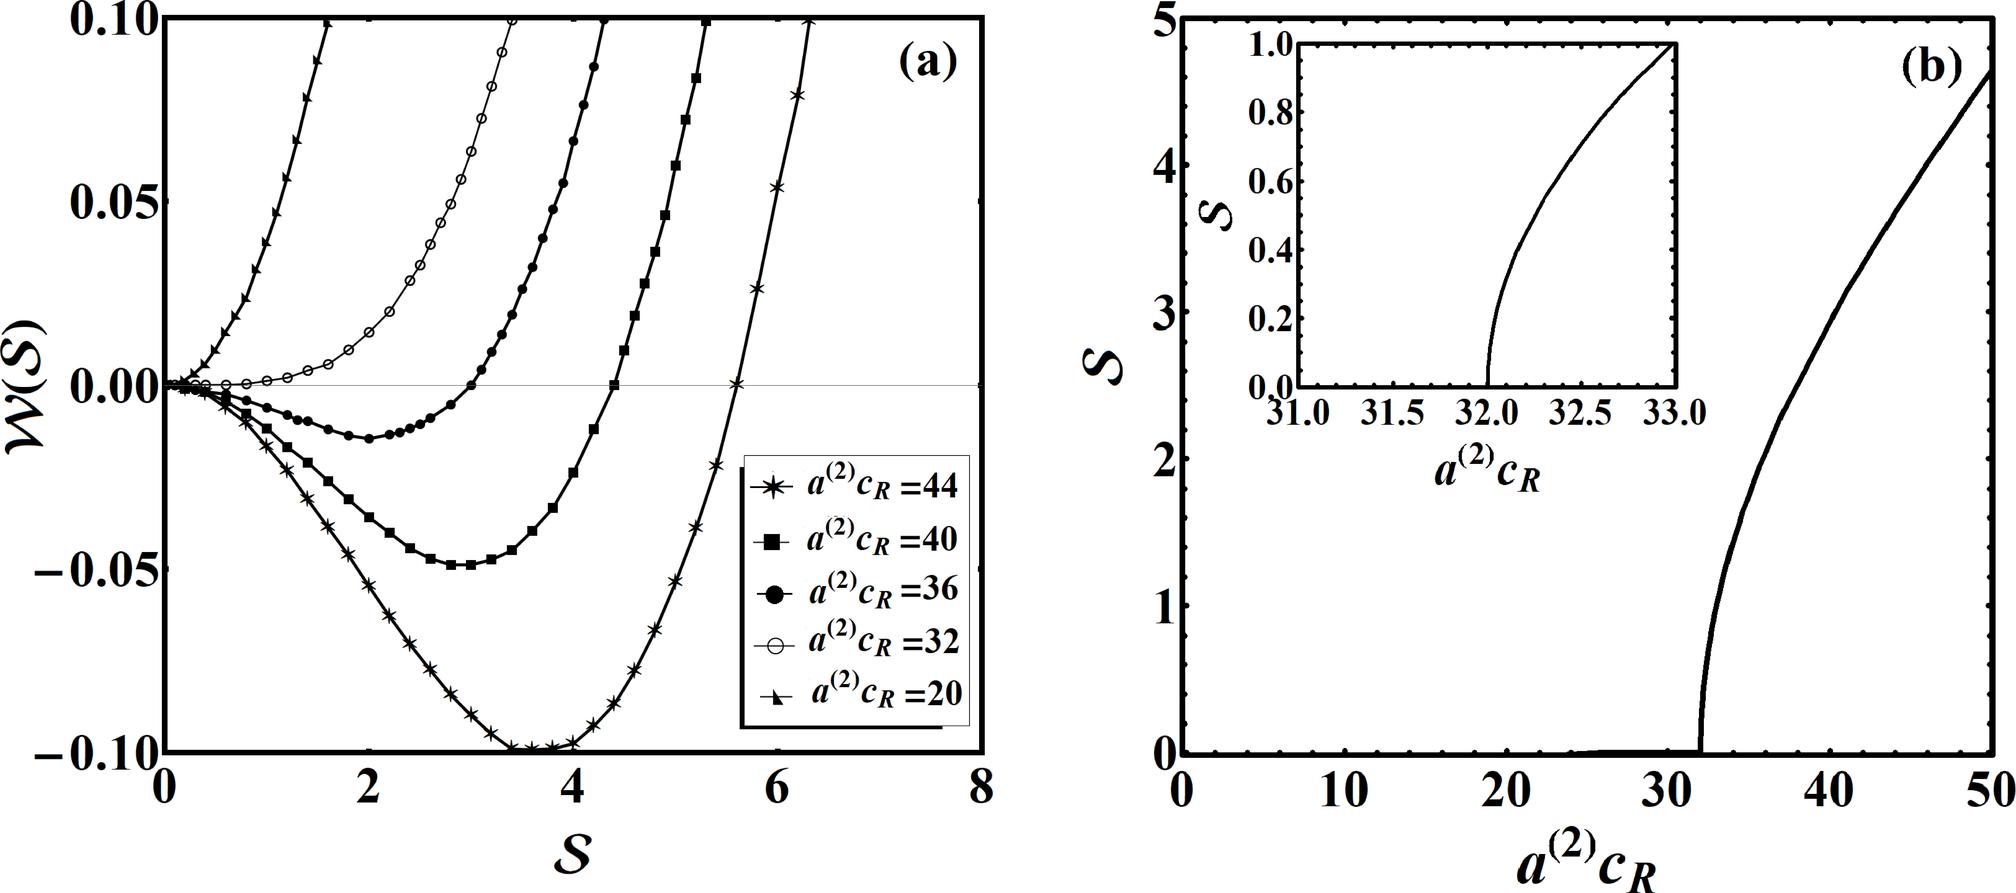 (a)
W(S)
0.10
0.05
0.00
−0.05
−0.10
0 2 4 6 8
S
a(2)cR =44
a(2)cR =40
a(2)cR =36
a(2)cR =32
a(2)cR =20
(b)
S
5
4
3
2
1
0
0 10 20 30 40 50
a(2)cR
S
1.0
0.8
0.6
0.4
0.2
0.0
31.0 31.5 32.0 32.5 33.0
a(2)cR